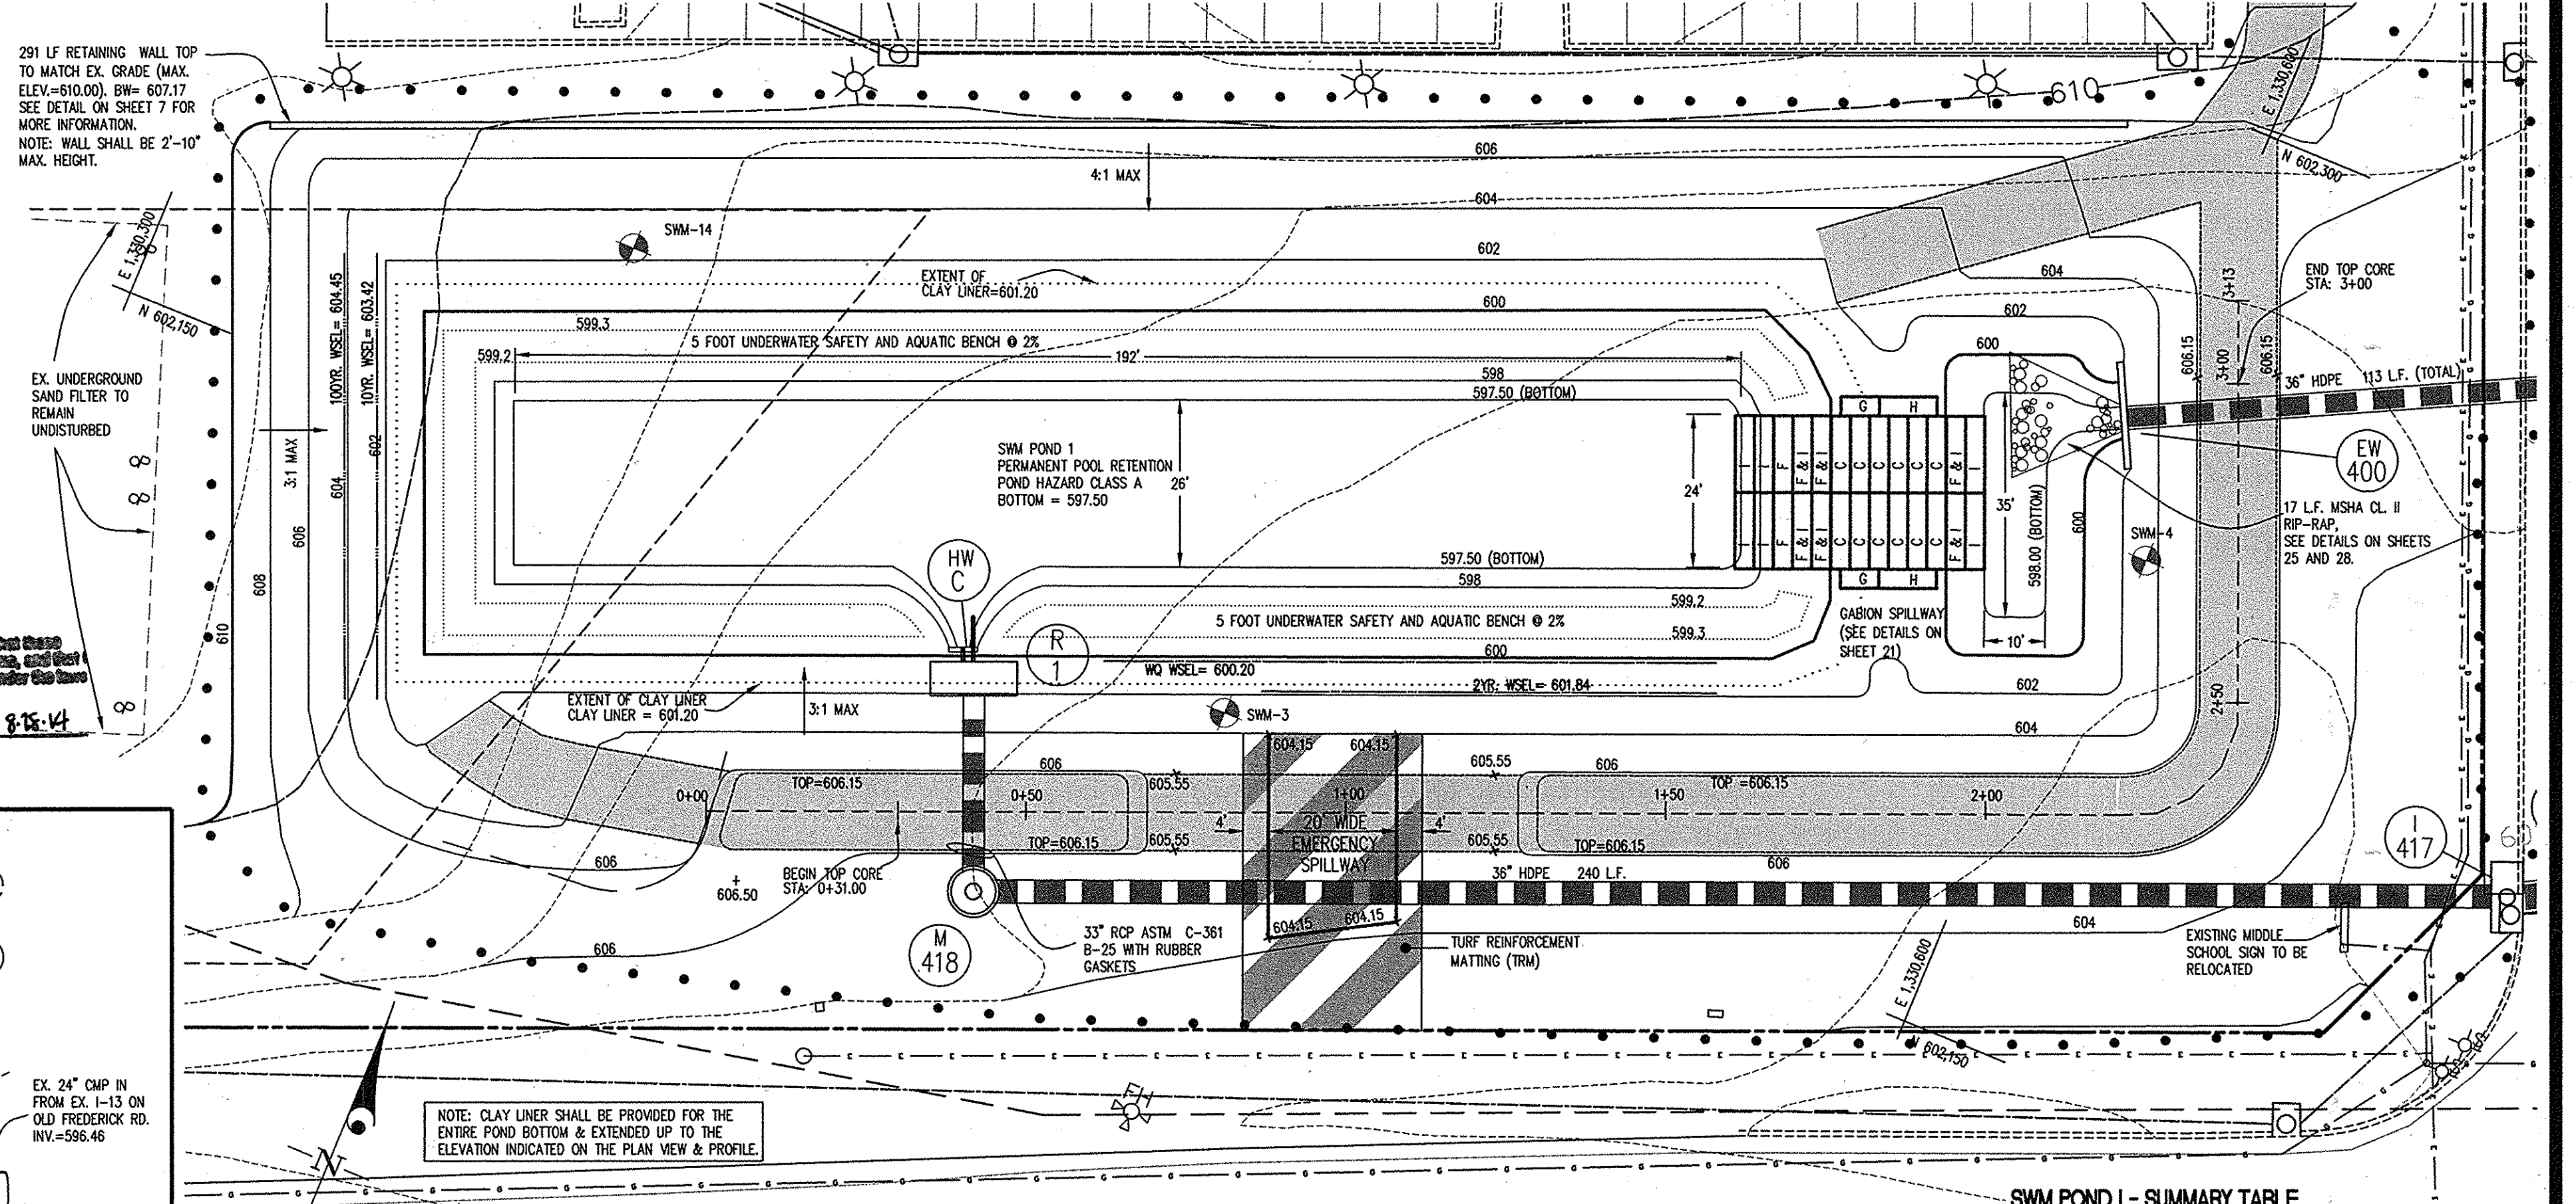 291 LF RETAINING WALL TOP
TO MATCH EX. GRADE (MAX.
ELEV.=610.00). BW= 607.17
SEE DETAIL ON SHEET 7 FOR
MORE INFORMATION.
NOTE: WALL SHALL BE 2'-10"
MAX. HEIGHT.
610
E 1,330,600
N 602,300
606
4:1 MAX
604
SWM-14
602
E 1,330,300
N 602,150
EXTENT OF
CLAY LINER=601.20
600
604
602
600
END TOP CORE
STA: 3+00
3+13
3+00
606.15
606.15
100YR. WSEL= 604.45
10YR. WSEL= 603.42
599.3
5 FOOT UNDERWATER SAFETY AND AQUATIC BENCH @ 2%
599.2
192'
598
597.50 (BOTTOM)
36" HDPE 113 L.F. (TOTAL)
EX. UNDERGROUND
SAND FILTER TO
REMAIN
UNDISTURBED
3:1 MAX
602
604
606
608
610
SWM POND 1
PERMANENT POOL RETENTION
POND HAZARD CLASS A
BOTTOM = 597.50
26'
24'
G H
I I F F&I F&I C C C C C C F&I I
I I F F&I F&I C C C C C C F&I I
G H
35'
598.00 (BOTTOM)
10'
600
EW
400
17 L.F. MSHA CL. II
RIP-RAP,
SEE DETAILS ON SHEETS
25 AND 28.
SWM-4
HW
C
597.50 (BOTTOM)
598
599.2
5 FOOT UNDERWATER SAFETY AND AQUATIC BENCH @ 2%
599.3
GABION SPILLWAY
(SEE DETAILS ON
SHEET 21)
R
1
600
WQ WSEL= 600.20
2YR. WSEL= 601.84
602
2+50
8·28·14
EXTENT OF CLAY LINER
CLAY LINER = 601.20
3:1 MAX
SWM-3
604
604.15 604.15
606
605.55
605.55
606
TOP=606.15
TOP =606.15
0+00
0+50
1+00
1+50
2+00
4'
20' WIDE
EMERGENCY
SPILLWAY
4'
TOP=606.15
605.55
605.55
TOP=606.15
606
606
606.50
BEGIN TOP CORE
STA: 0+31.00
36" HDPE 240 L.F.
I
417
604.15 604.15
604
606
M
418
33" RCP ASTM C-361
B-25 WITH RUBBER
GASKETS
TURF REINFORCEMENT
MATTING (TRM)
EXISTING MIDDLE
SCHOOL SIGN TO BE
RELOCATED
E 1,330,600
N 602,150
EX. 24" CMP IN
FROM EX. I-13 ON
OLD FREDERICK RD.
INV.=596.46
N
NOTE: CLAY LINER SHALL BE PROVIDED FOR THE
ENTIRE POND BOTTOM & EXTENDED UP TO THE
ELEVATION INDICATED ON THE PLAN VIEW & PROFILE.
SWM POND 1 - SUMMARY TABLE